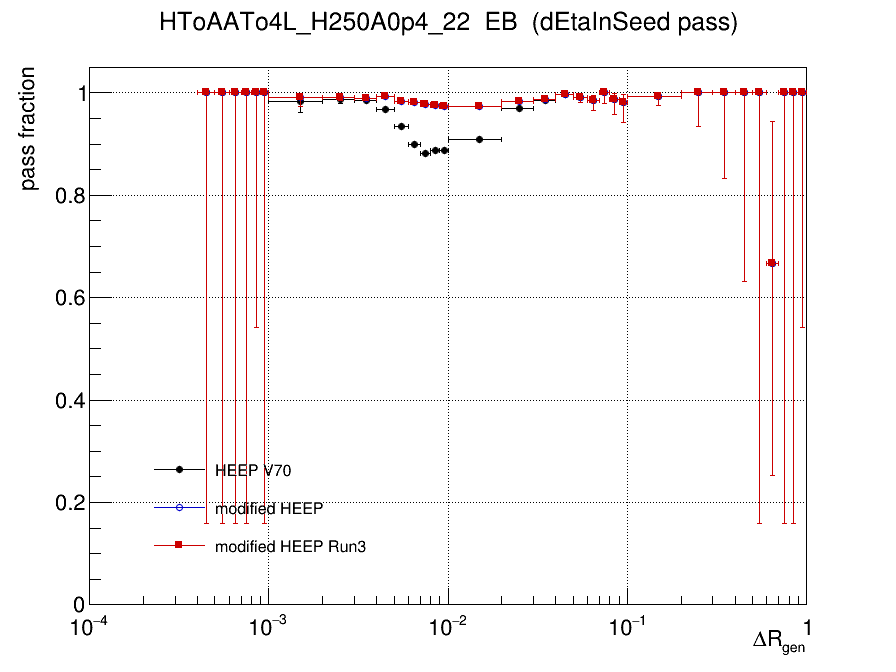 HToAATo4L_H250A0p4_22 EB (dEtaInSeed pass)
pass fraction
1
0.8
0.6
0.4
0.2
0
HEEP V70
modified HEEP
modified HEEP Run3
10⁻⁴ 10⁻³ 10⁻² 10⁻¹ 1
ΔR_gen